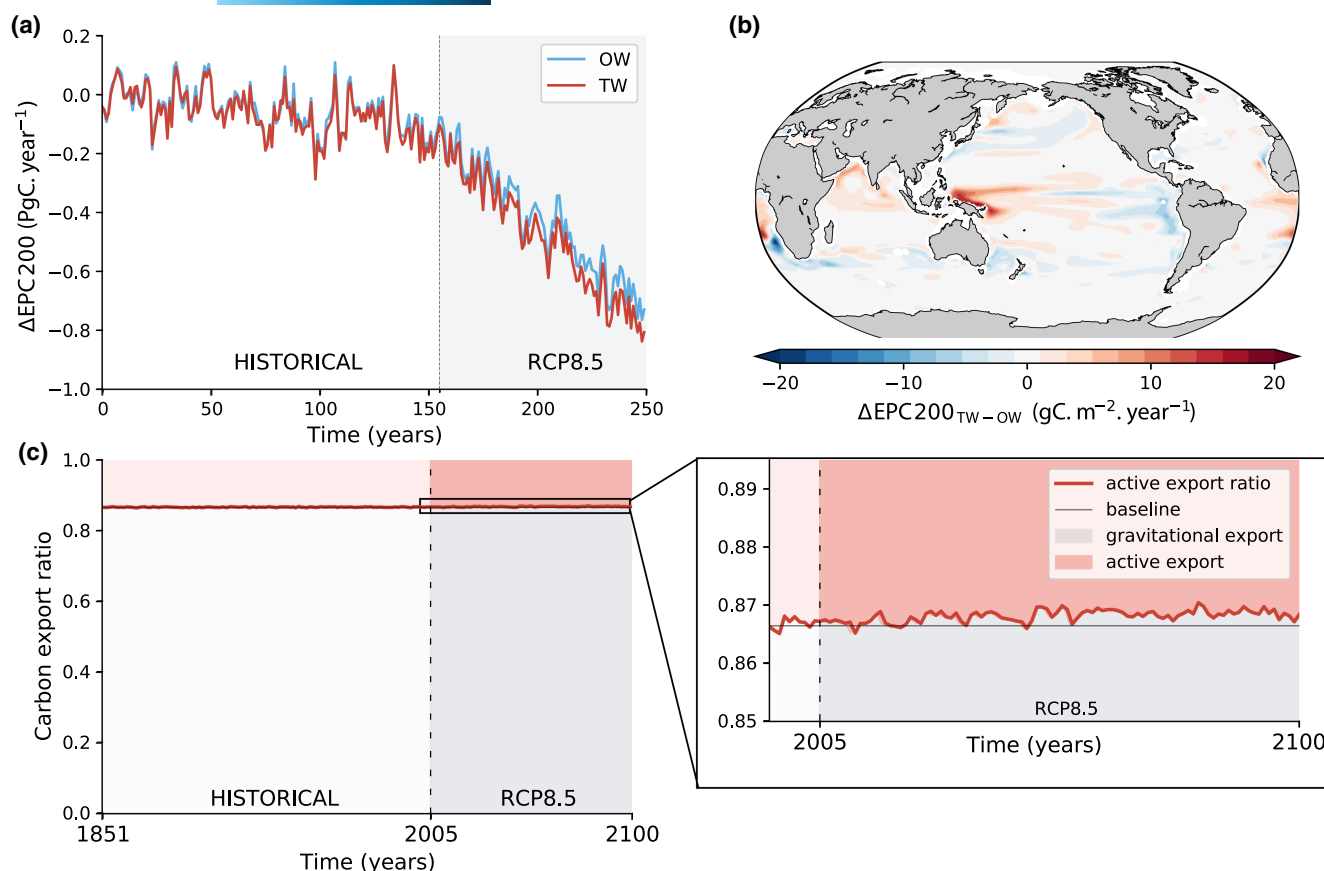 (a)
0.2
0.0
−0.2
−0.4
−0.6
−0.8
−1.0
ΔEPC200 (PgC. year⁻¹)
OW
TW
HISTORICAL
RCP8.5
0
50
100
150
200
250
Time (years)
(b)
−20
−10
0
10
20
ΔEPC200TW−OW (gC. m⁻². year⁻¹)
(c)
1.0
0.8
0.6
0.4
0.2
0.0
Carbon export ratio
HISTORICAL
RCP8.5
1851
2005
2100
Time (years)
0.89
0.88
0.87
0.86
0.85
active export ratio
baseline
gravitational export
active export
RCP8.5
2005
2100
Time (years)